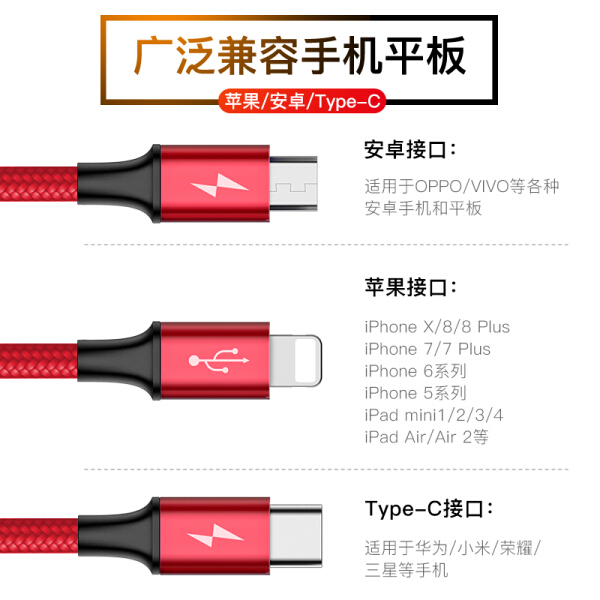 广泛兼容手机平板
苹果/安卓/Type-C
安卓接口：
适用于OPPO/VIVO等各种
安卓手机和平板
苹果接口：
iPhone X/8/8 Plus
iPhone 7/7 Plus
iPhone 6系列
iPhone 5系列
iPad mini1/2/3/4
iPad Air/Air 2等
Type-C接口：
适用于华为/小米/荣耀/
三星等手机